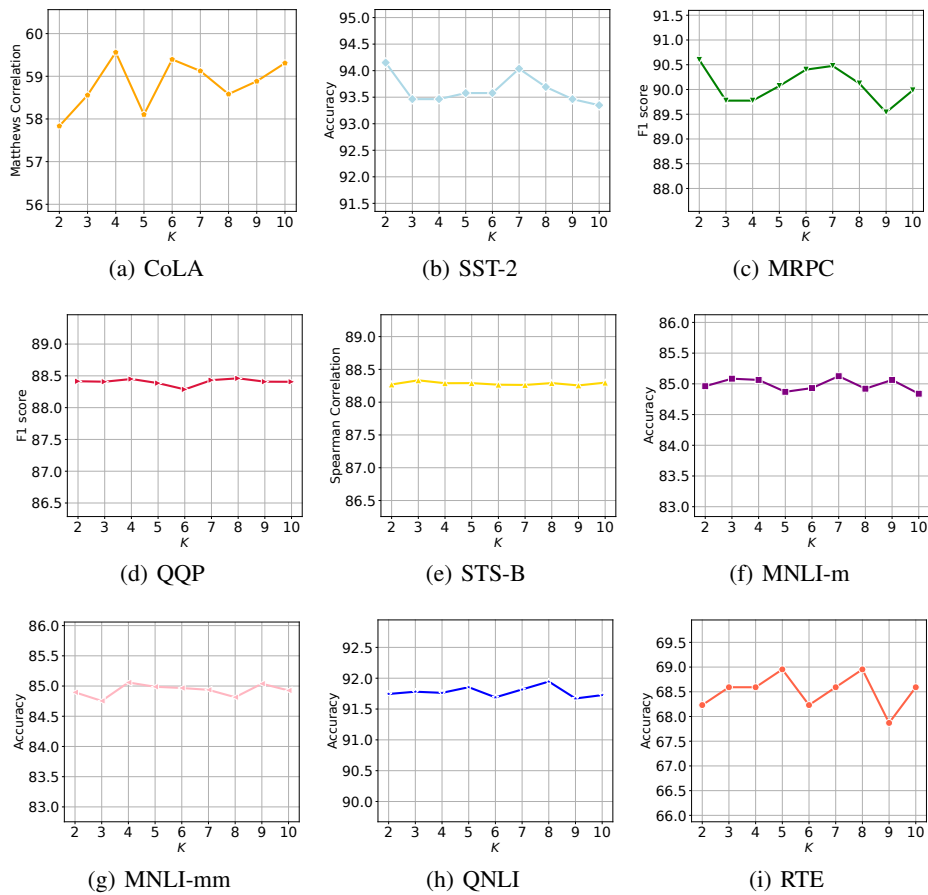 60
59
58
57
56
Matthews Correlation
2 3 4 5 6 7 8 9 10
K
(a) CoLA
95.0
94.5
94.0
93.5
93.0
92.5
92.0
91.5
Accuracy
2 3 4 5 6 7 8 9 10
K
(b) SST-2
91.5
91.0
90.5
90.0
89.5
89.0
88.5
88.0
F1 score
2 3 4 5 6 7 8 9 10
K
(c) MRPC
89.0
88.5
88.0
87.5
87.0
86.5
F1 score
2 3 4 5 6 7 8 9 10
K
(d) QQP
89.0
88.5
88.0
87.5
87.0
86.5
Spearman Correlation
2 3 4 5 6 7 8 9 10
K
(e) STS-B
86.0
85.5
85.0
84.5
84.0
83.5
83.0
Accuracy
2 3 4 5 6 7 8 9 10
K
(f) MNLI-m
86.0
85.5
85.0
84.5
84.0
83.5
83.0
Accuracy
2 3 4 5 6 7 8 9 10
K
(g) MNLI-mm
92.5
92.0
91.5
91.0
90.5
90.0
Accuracy
2 3 4 5 6 7 8 9 10
K
(h) QNLI
69.5
69.0
68.5
68.0
67.5
67.0
66.5
66.0
Accuracy
2 3 4 5 6 7 8 9 10
K
(i) RTE